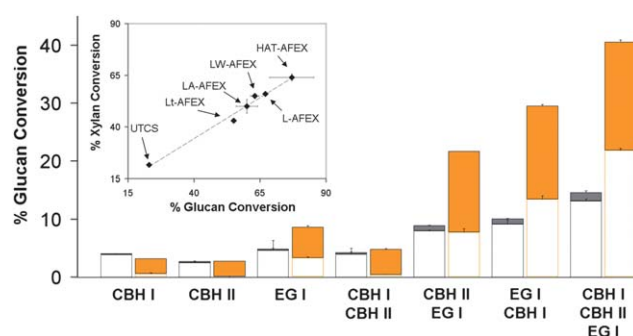 % Glucan Conversion
40
30
20
10
0
% Xylan Conversion
65
40
15
15
40
65
90
% Glucan Conversion
HAT-AFEX
LW-AFEX
LA-AFEX
Lt-AFEX
L-AFEX
UTCS
CBH I
CBH II
EG I
CBH I
CBH II
CBH II
EG I
EG I
CBH I
CBH I
CBH II
EG I